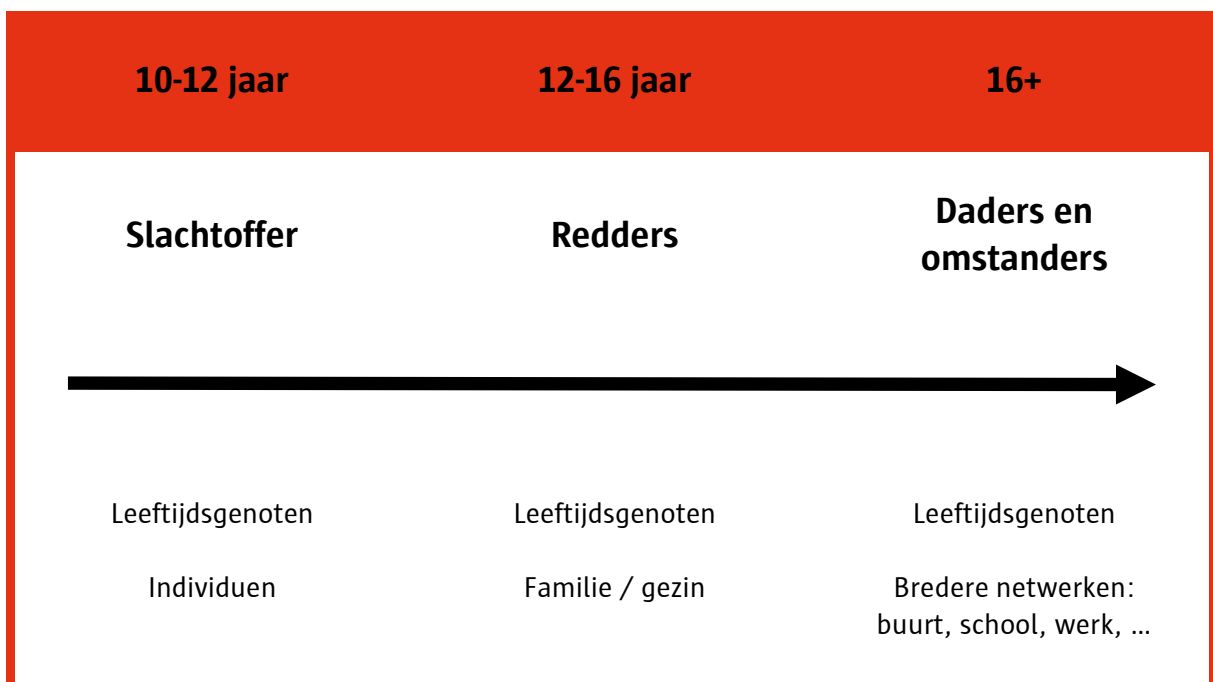 10-12 jaar
12-16 jaar
16+
Slachtoffer
Redders
Daders en
omstanders
Leeftijdsgenoten
Leeftijdsgenoten
Leeftijdsgenoten
Individuen
Familie / gezin
Bredere netwerken:
buurt, school, werk, ...